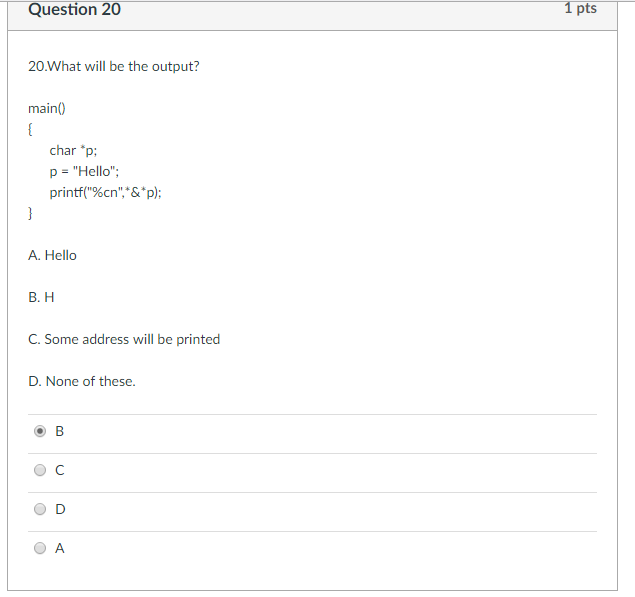 Question 20
1 pts
20.What will be the output?
main()
{
char *p;
p = "Hello";
printf("%cn",*&*p);
}
A. Hello
B. H
C. Some address will be printed
D. None of these.
B
C
D
A